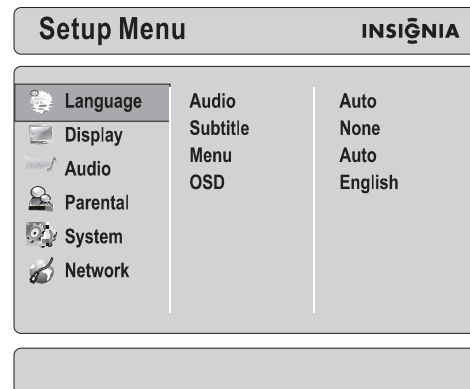 Setup Menu INSIGNIA
Language Audio Auto
Display Subtitle None
Audio Menu Auto
Parental OSD English
System
Network